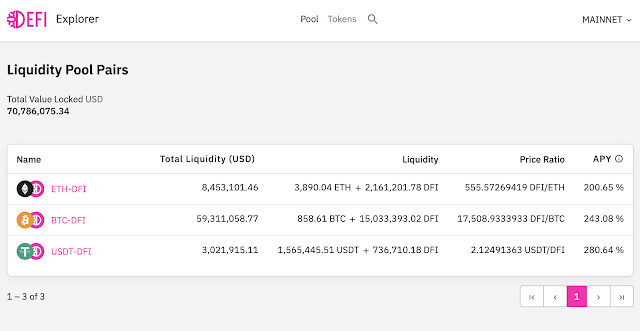 DEFI Explorer Pool Tokens MAINNET
Liquidity Pool Pairs
Total Value Locked USD
70,786,075.34
Name Total Liquidity (USD) Liquidity Price Ratio APY
ETH-DFI 8,453,101.46 3,890.04 ETH + 2,161,201.78 DFI 555.57269419 DFI/ETH 200.65 %
BTC-DFI 59,311,058.77 858.61 BTC + 15,033,393.02 DFI 17,508.9333933 DFI/BTC 243.08 %
USDT-DFI 3,021,915.11 1,565,445.51 USDT + 736,710.18 DFI 2.12491363 USDT/DFI 280.64 %
1 – 3 of 3 1